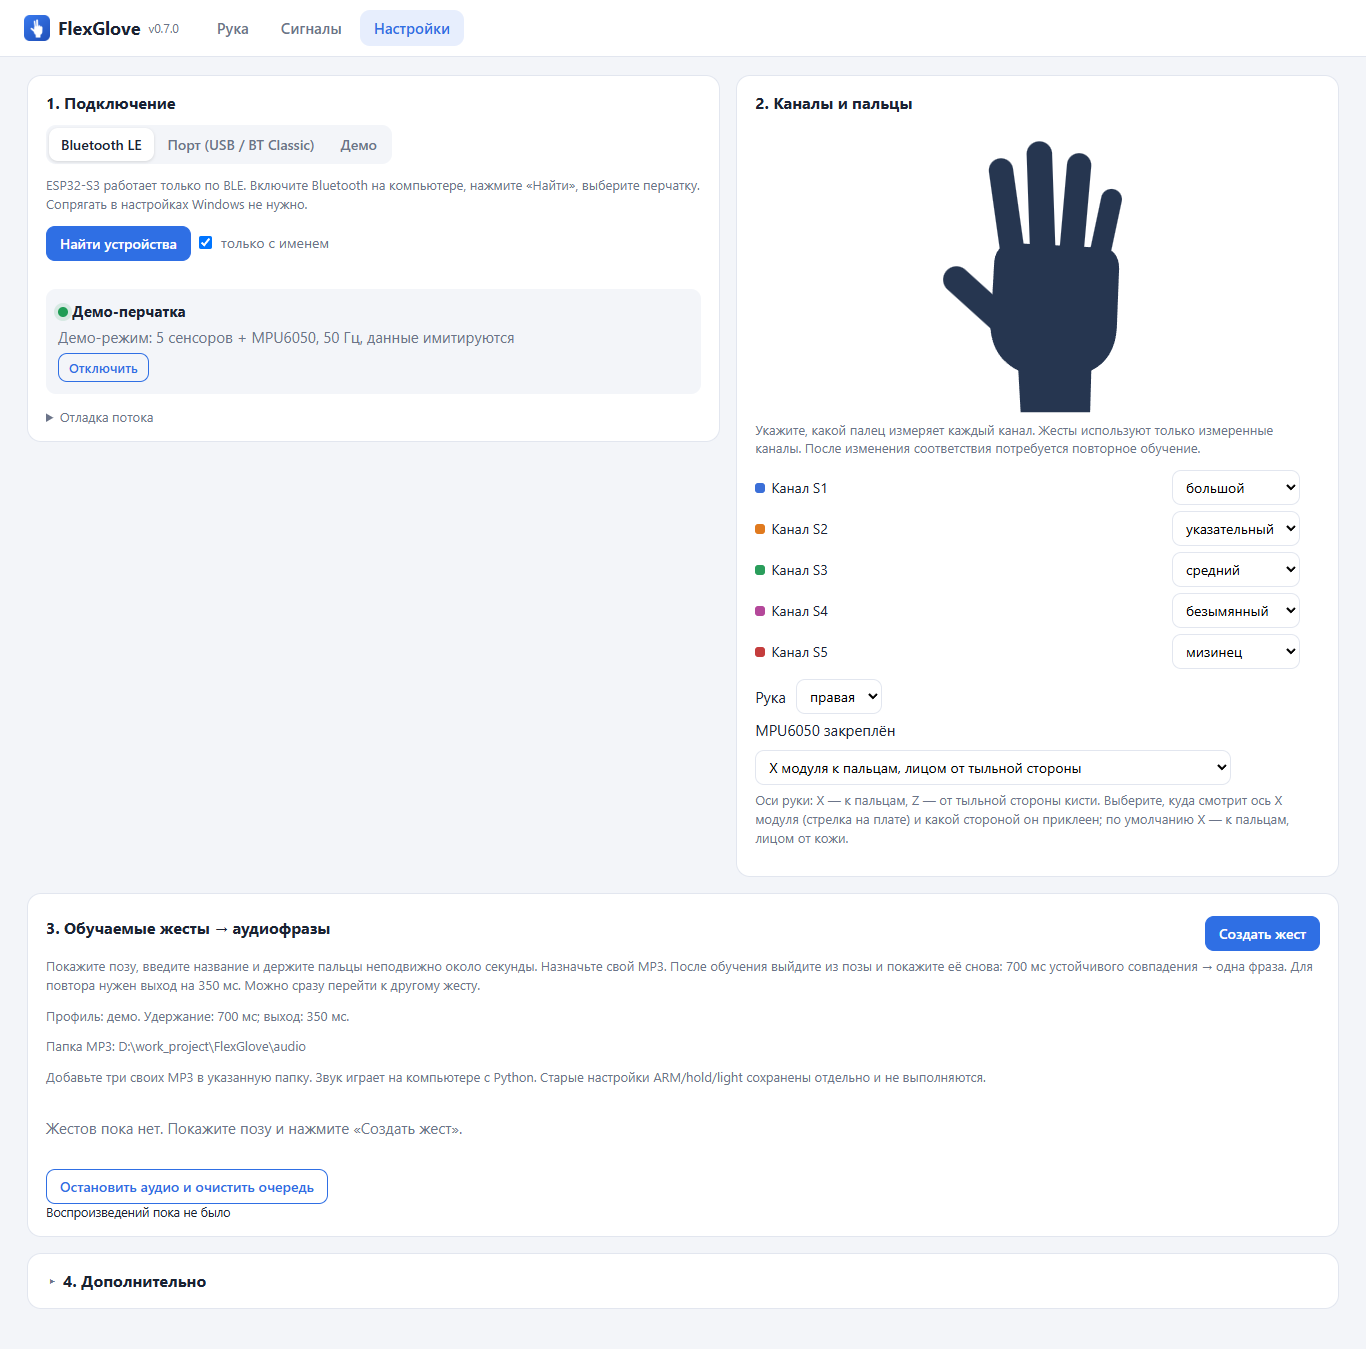 FlexGlove v0.7.0 Рука Сигналы Настройки
1. Подключение
Bluetooth LE Порт (USB / BT Classic) Демо
ESP32-S3 работает только по BLE. Включите Bluetooth на компьютере, нажмите «Найти», выберите перчатку.
Сопрягать в настройках Windows не нужно.
Найти устройства только с именем
Демо-перчатка
Демо-режим: 5 сенсоров + MPU6050, 50 Гц, данные имитируются
Отключить
Отладка потока
2. Каналы и пальцы
Укажите, какой палец измеряет каждый канал. Жесты используют только измеренные
каналы. После изменения соответствия потребуется повторное обучение.
Канал S1 большой
Канал S2 указательный
Канал S3 средний
Канал S4 безымянный
Канал S5 мизинец
Рука правая
MPU6050 закреплён
X модуля к пальцам, лицом от тыльной стороны
Оси руки: X — к пальцам, Z — от тыльной стороны кисти. Выберите, куда смотрит ось X
модуля (стрелка на плате) и какой стороной он приклеен; по умолчанию X — к пальцам,
лицом от кожи.
3. Обучаемые жесты → аудиофразы
Создать жест
Покажите позу, введите название и держите пальцы неподвижно около секунды. Назначьте свой MP3. После обучения выйдите из позы и покажите её снова: 700 мс устойчивого совпадения → одна фраза. Для
повтора нужен выход на 350 мс. Можно сразу перейти к другому жесту.
Профиль: демо. Удержание: 700 мс; выход: 350 мс.
Папка MP3: D:\work_project\FlexGlove\audio
Добавьте три своих MP3 в указанную папку. Звук играет на компьютере с Python. Старые настройки ARM/hold/light сохранены отдельно и не выполняются.
Жестов пока нет. Покажите позу и нажмите «Создать жест».
Остановить аудио и очистить очередь
Воспроизведений пока не было
4. Дополнительно